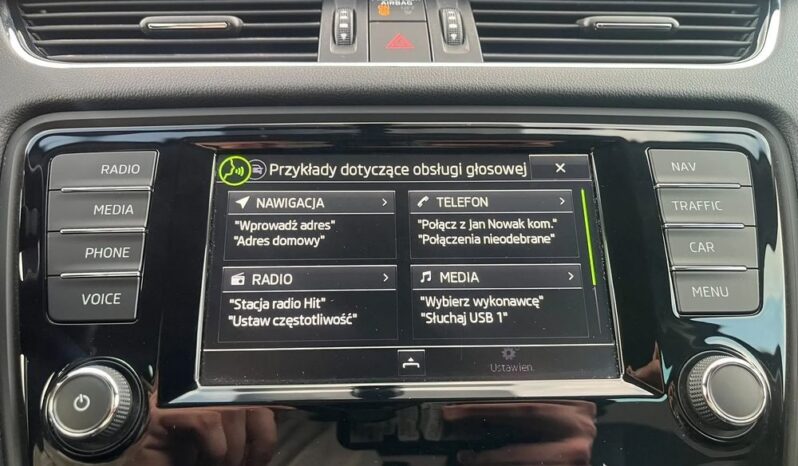 AIRBAG
RADIO
MEDIA
PHONE
VOICE
Przykłady dotyczące obsługi głosowej
NAWIGACJA
"Wprowadź adres"
"Adres domowy"
TELEFON
"Połącz z Jan Nowak kom."
"Połączenia nieodebrane"
RADIO
"Stacja radio Hit"
"Ustaw częstotliwość"
MEDIA
"Wybierz wykonawcę"
"Słuchaj USB 1"
Ustawien.
NAV
TRAFFIC
CAR
MENU